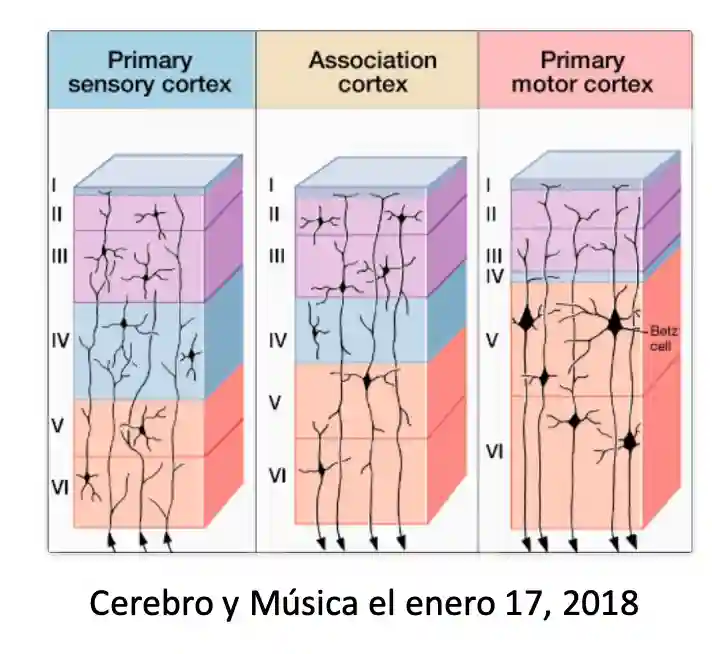 Primary
sensory cortex
Association
cortex
Primary
motor cortex
I
II
III
IV
V
VI
I
II
III
IV
V
VI
I
II
III
IV
V
VI
Betz
cell
Cerebro y Música el enero 17, 2018